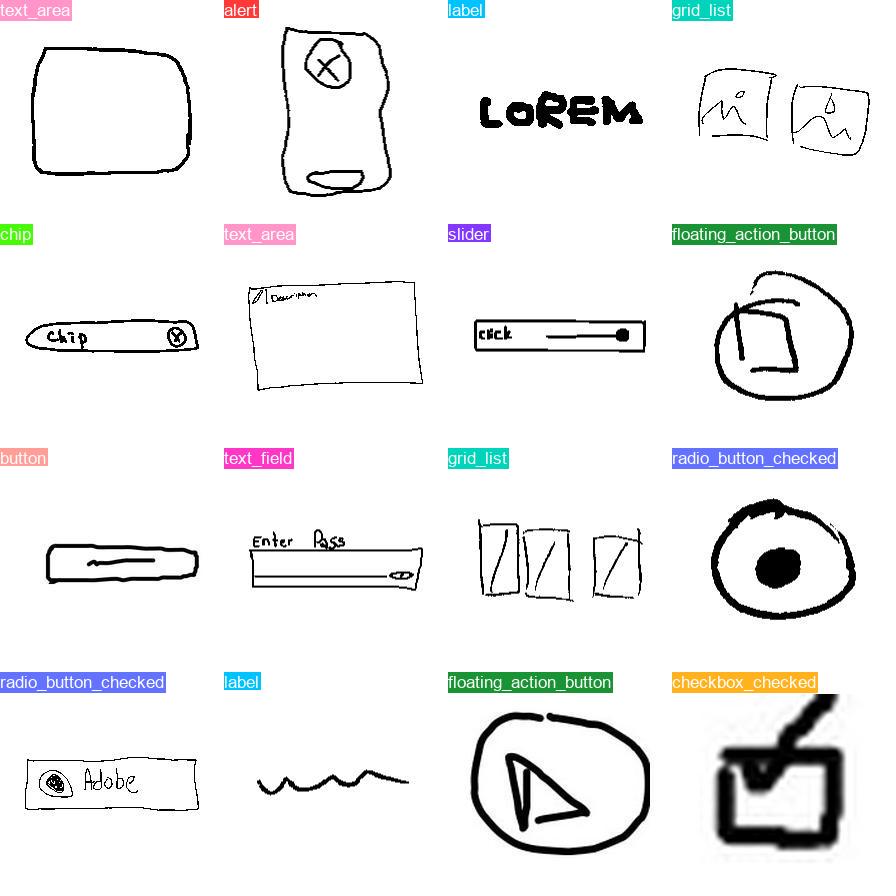 text_area
alert
label
grid_list
LOREM
chip
text_area
slider
floating_action_button
Chip
Description
click
button
text_field
grid_list
radio_button_checked
Enter Pass
radio_button_checked
label
floating_action_button
checkbox_checked
Adobe